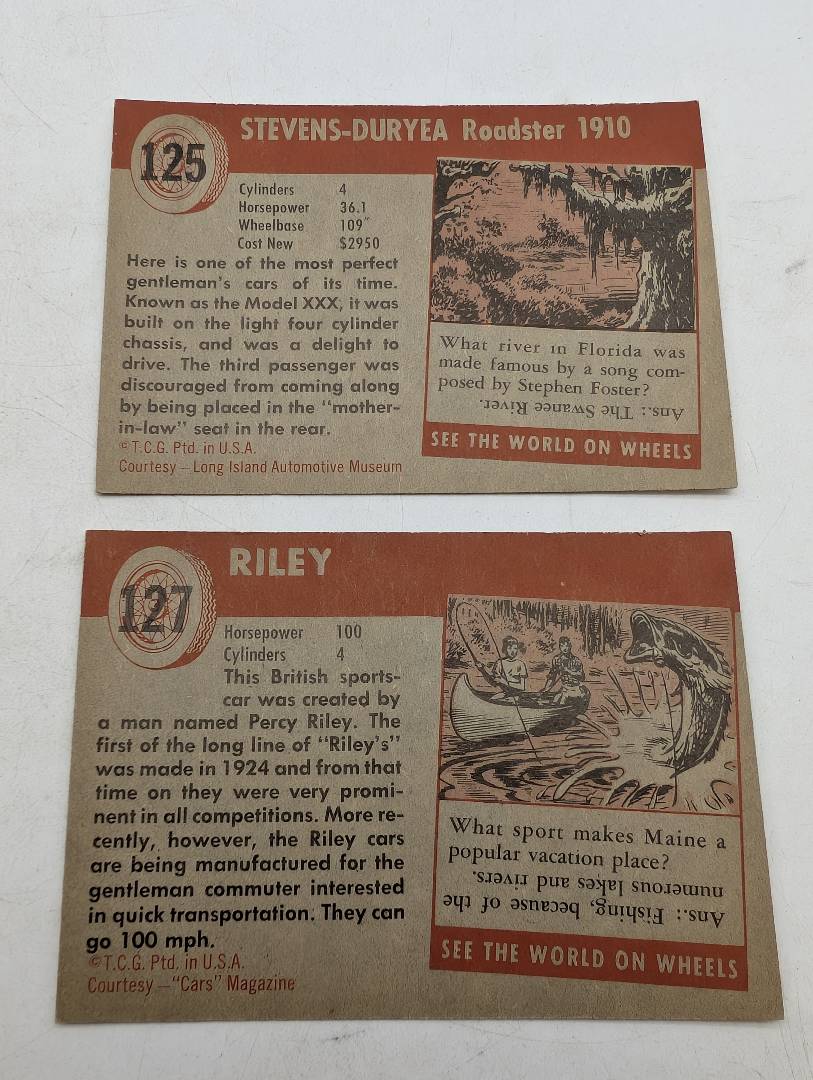 125
STEVENS-DURYEA Roadster 1910
Cylinders 4
Horsepower 36.1
Wheelbase 109"
Cost New $2950
Here is one of the most perfect
gentleman's cars of its time.
Known as the Model XXX, it was
built on the light four cylinder
chassis, and was a delight to
drive. The third passenger was
discouraged from coming along
by being placed in the "mother-
in-law" seat in the rear.
©T.C.G. Ptd. in U.S.A.
Courtesy – Long Island Automotive Museum
What river in Florida was
made famous by a song com-
posed by Stephen Foster?
Ans.: The Swanee River.
SEE THE WORLD ON WHEELS
127
RILEY
Horsepower 100
Cylinders 4
This British sports-
car was created by
a man named Percy Riley. The
first of the long line of "Riley's"
was made in 1924 and from that
time on they were very promi-
nent in all competitions. More re-
cently, however, the Riley cars
are being manufactured for the
gentleman commuter interested
in quick transportation. They can
go 100 mph.
©T.C.G. Ptd. in U.S.A.
Courtesy – "Cars" Magazine
What sport makes Maine a
popular vacation place?
Ans.: Fishing, because of the
numerous lakes and rivers.
SEE THE WORLD ON WHEELS